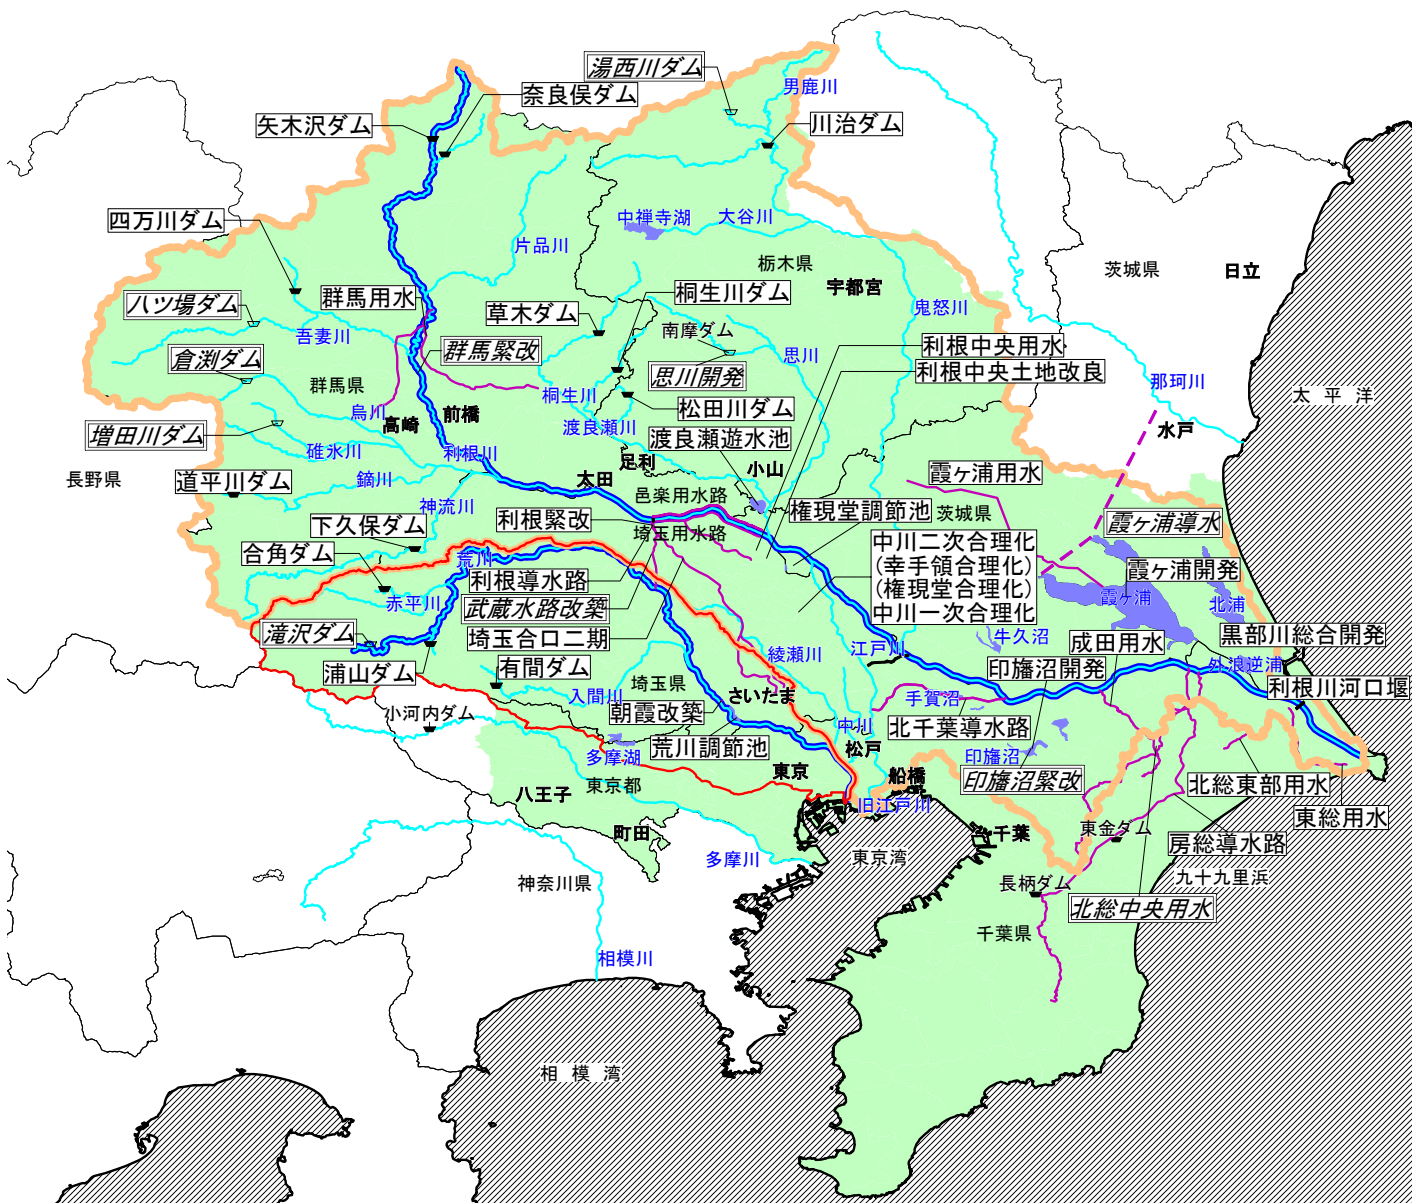 湯西川ダム
男鹿川
奈良俣ダム
矢木沢ダム
川治ダム
四万川ダム
中禅寺湖
大谷川
片品川
栃木県
茨城県
日立
宇都宮
群馬用水
桐生川ダム
八ツ場ダム
草木ダム
鬼怒川
吾妻川
南摩ダム
利根中央用水
群馬緊改
思川
倉渕ダム
思川開発
利根中央土地改良
群馬県
那珂川
桐生川
太平洋
烏川
前橋
松田川ダム
高崎
増田川ダム
渡良瀬川
水戸
渡良瀬遊水池
碓氷川
利根川
足利
小山
長野県
道平川ダム
鏑川
太田
霞ヶ浦用水
邑楽用水路
神流川
権現堂調節池
茨城県
利根緊改
下久保ダム
埼玉用水路
霞ヶ浦導水
中川二次合理化
(幸手領合理化)
(権現堂合理化)
中川一次合理化
合角ダム
荒川
利根導水路
霞ヶ浦開発
赤平川
武蔵水路改築
霞ヶ浦
北浦
滝沢ダム
埼玉合口二期
牛久沼
成田用水
黒部川総合開発
綾瀬川
江戸川
浦山ダム
有間ダム
印旛沼開発
外浪逆浦
埼玉県
さいたま
入間川
手賀沼
利根川河口堰
小河内ダム
朝霞改築
中川
北千葉導水路
荒川調節池
松戸
多摩湖
印旛沼
東京
船橋
印旛沼緊改
北総東部用水
東京都
八王子
旧江戸川
東総用水
町田
千葉
東金ダム
房総導水路
多摩川
東京湾
九十九里浜
神奈川県
長柄ダム
北総中央用水
千葉県
相模川
相模湾